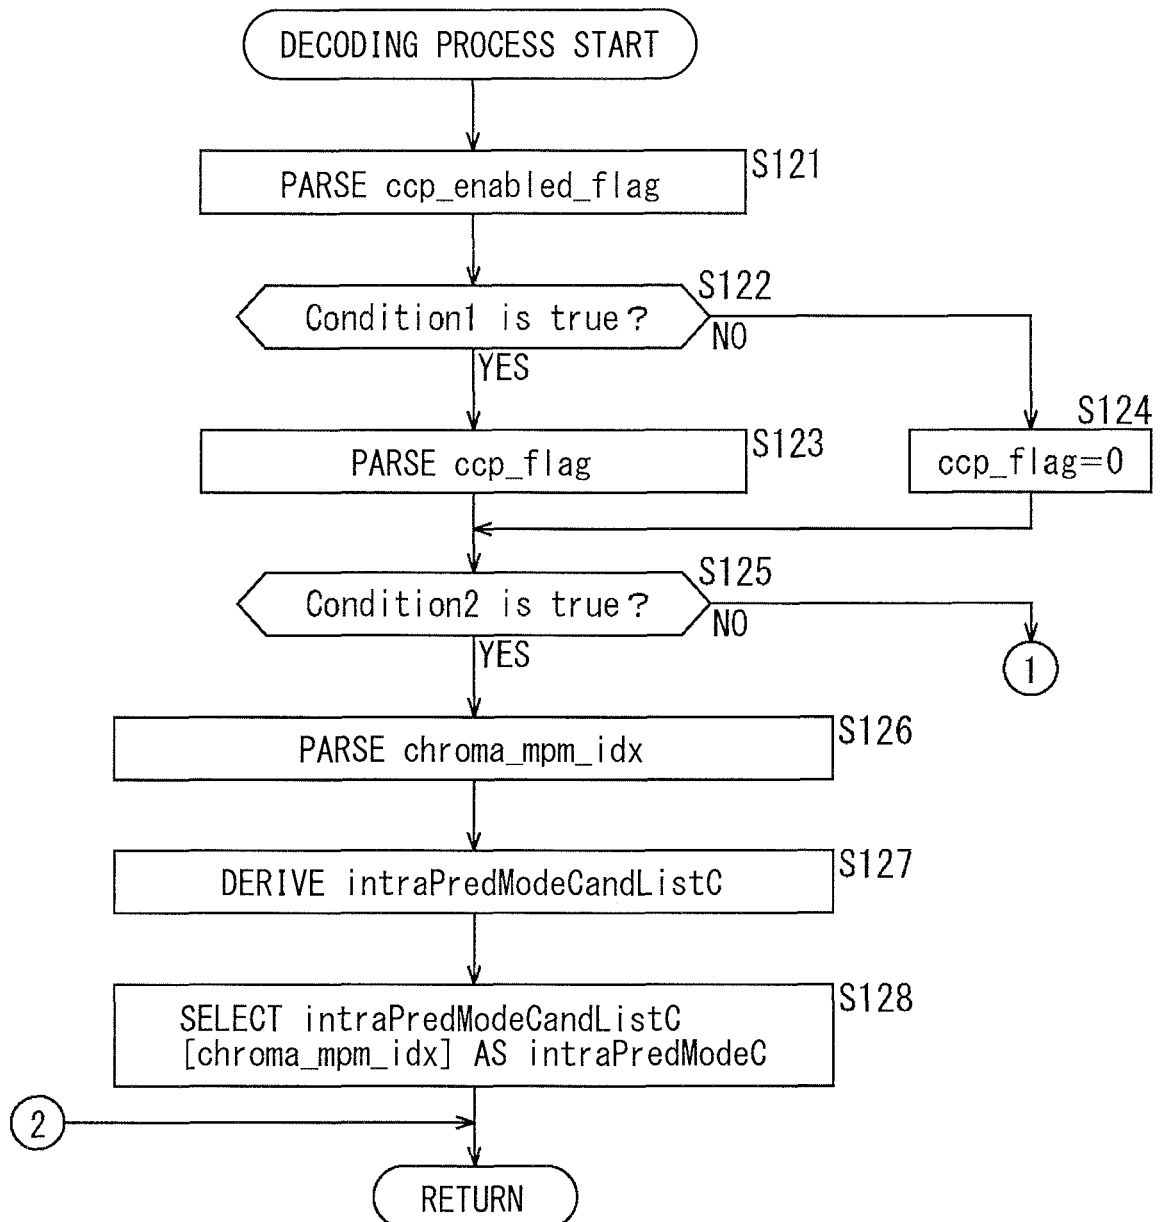 DECODING PROCESS START
S121
PARSE ccp_enabled_flag
S122
Condition1 is true?
NO
YES
S123
PARSE ccp_flag
S124
ccp_flag=0
S125
Condition2 is true?
NO
YES
1
S126
PARSE chroma_mpm_idx
S127
DERIVE intraPredModeCandListC
S128
SELECT intraPredModeCandListC
[chroma_mpm_idx] AS intraPredModeC
2
RETURN